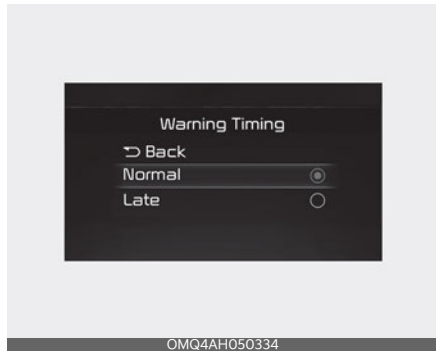 Warning Timing
Back
Normal
Late
OMQ4AH050334